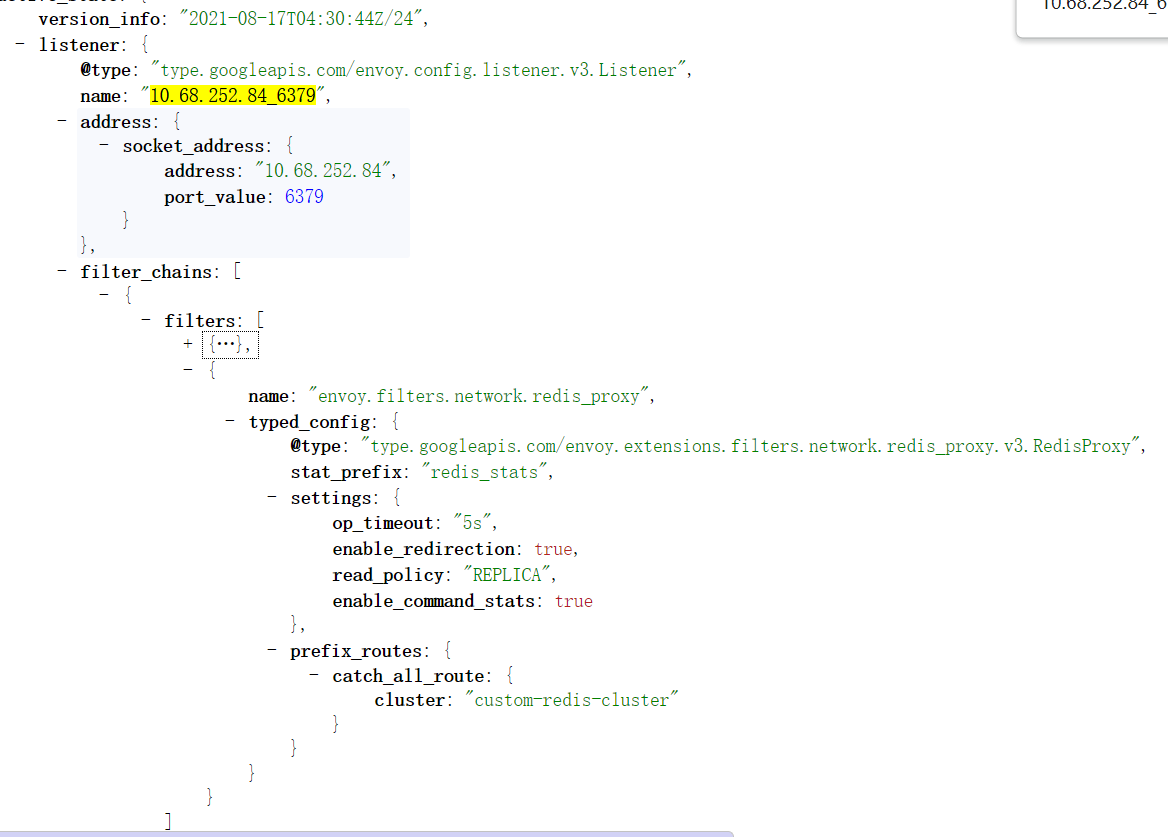 version_info: "2021-08-17T04:30:44Z/24",
10.68.252.84_6
- listener: {
@type: "type.googleapis.com/envoy.config.listener.v3.Listener",
name: "10.68.252.84_6379",
- address: {
- socket_address: {
address: "10.68.252.84",
port_value: 6379
}
},
- filter_chains: [
- {
- filters: [
+ {…},
- {
name: "envoy.filters.network.redis_proxy",
- typed_config: {
@type: "type.googleapis.com/envoy.extensions.filters.network.redis_proxy.v3.RedisProxy",
stat_prefix: "redis_stats",
- settings: {
op_timeout: "5s",
enable_redirection: true,
read_policy: "REPLICA",
enable_command_stats: true
},
- prefix_routes: {
- catch_all_route: {
cluster: "custom-redis-cluster"
}
}
}
}
]